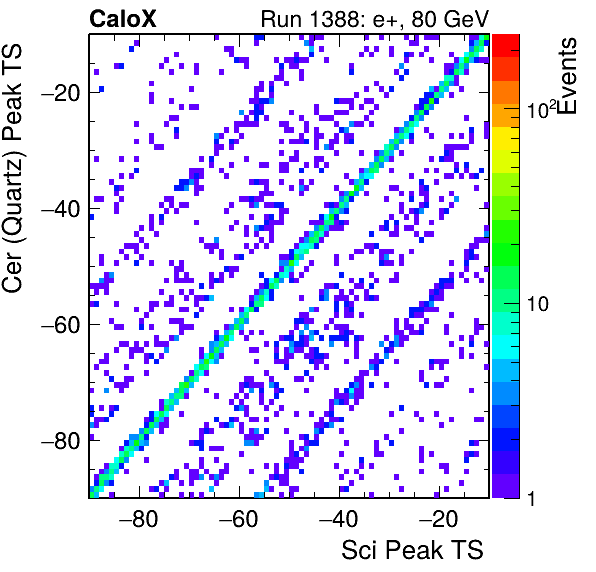 CaloX Run 1388: e+, 80 GeV
Cer (Quartz) Peak TS
−20
−40
−60
−80
−80 −60 −40 −20
Sci Peak TS
Events
10²
10
1